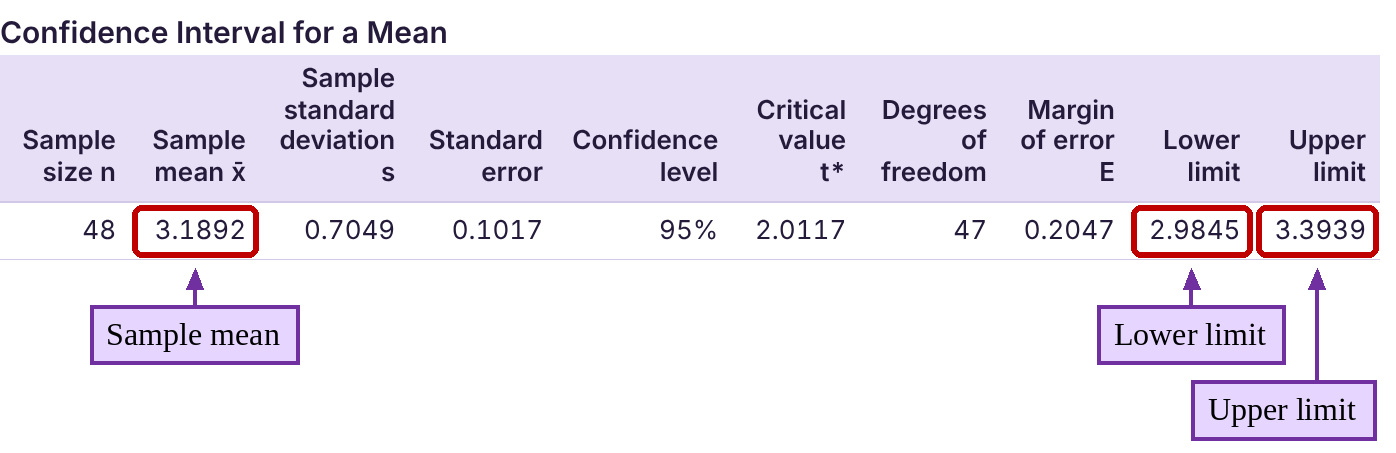 Confidence Interval for a Mean
Sample
standard
Critical
Degrees
Margin
Sample
Sample
deviation
Standard
Confidence
value
of
of error
Lower
Upper
size n
mean x̄
s
error
level
t*
freedom
E
limit
limit
48 3.1892 0.7049 0.1017 95% 2.0117 47 0.2047 2.9845 3.3939
Sample mean
Lower limit
Upper limit